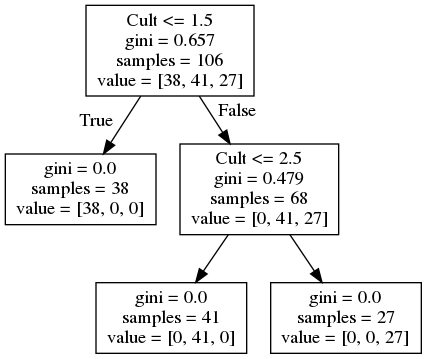 Cult <= 1.5
gini = 0.657
samples = 106
value = [38, 41, 27]
True
False
gini = 0.0
samples = 38
value = [38, 0, 0]
Cult <= 2.5
gini = 0.479
samples = 68
value = [0, 41, 27]
gini = 0.0
samples = 41
value = [0, 41, 0]
gini = 0.0
samples = 27
value = [0, 0, 27]